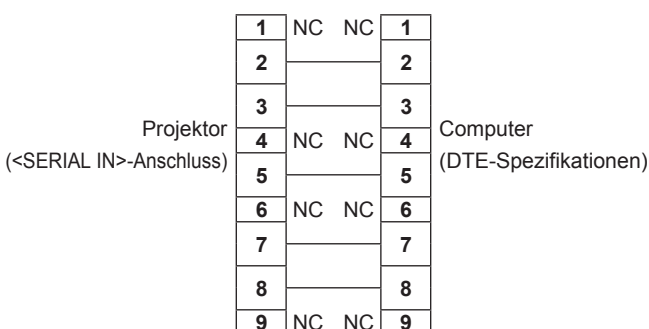 1 NC NC 1
2 2
3 3
Projektor
(<SERIAL IN>-Anschluss)
4 NC NC 4
Computer
(DTE-Spezifikationen)
5 5
6 NC NC 6
7 7
8 8
9 NC NC 9